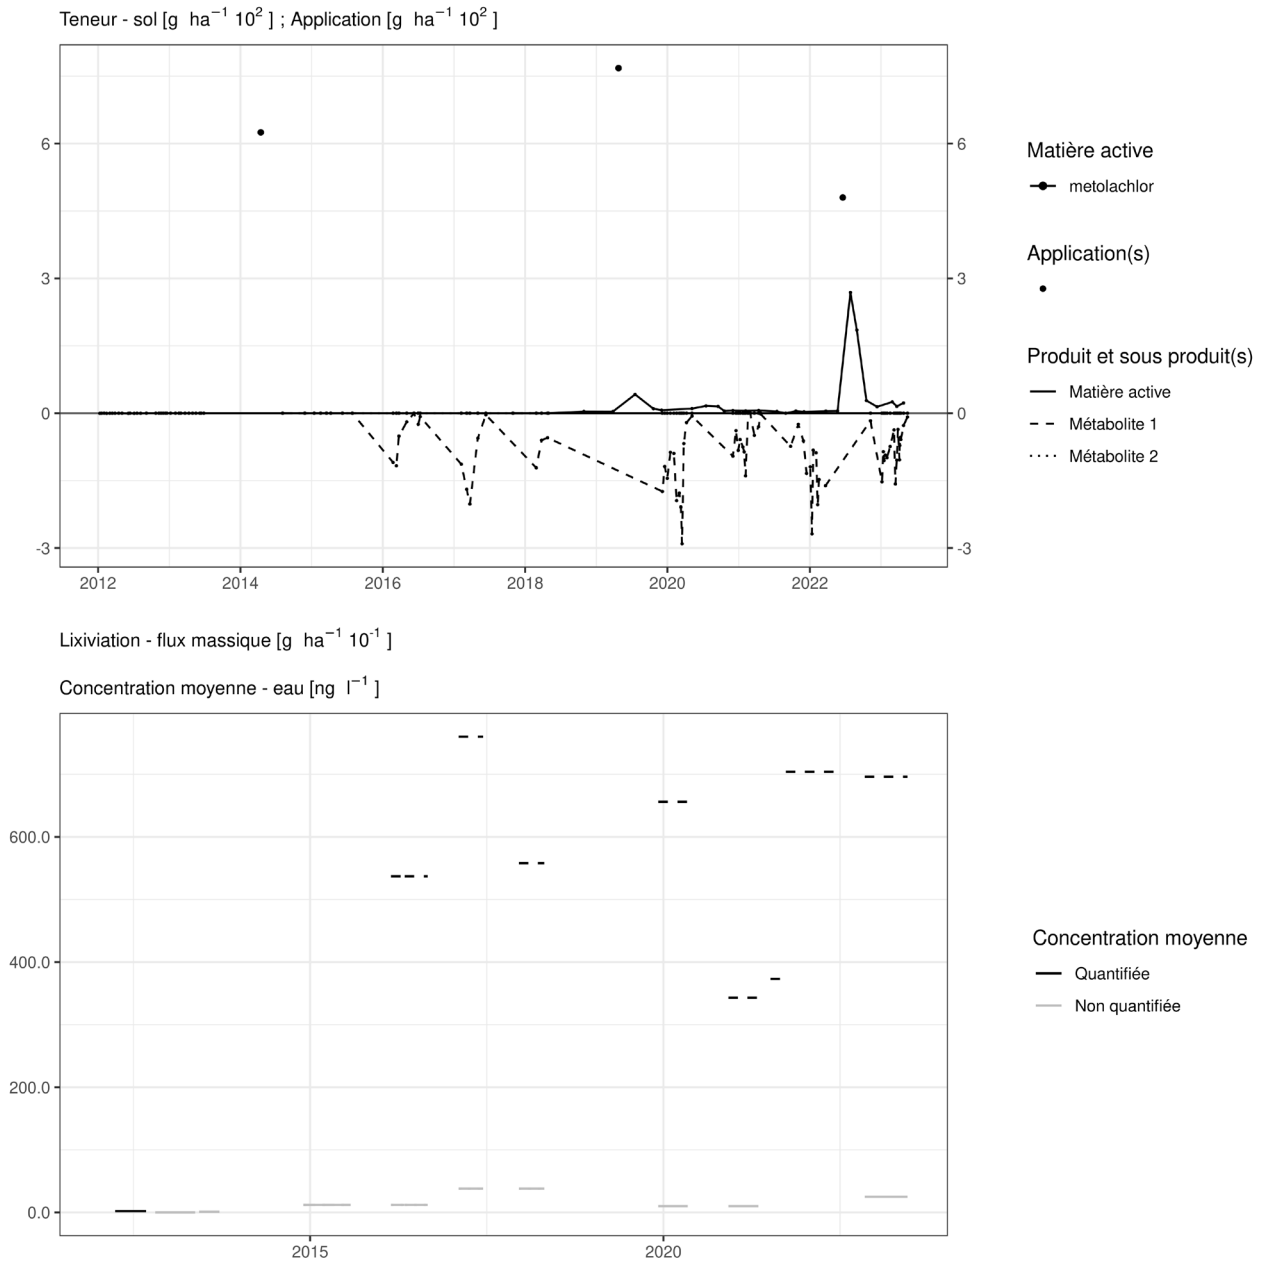 Teneur - sol [g ha⁻¹ 10² ] ; Application [g ha⁻¹ 10² ]
6
3
0
-3
6
3
0
-3
2012 2014 2016 2018 2020 2022
Matière active
metolachlor
Application(s)
Produit et sous produit(s)
Matière active
Métabolite 1
Métabolite 2
Lixiviation - flux massique [g ha⁻¹ 10⁻¹ ]
Concentration moyenne - eau [ng l⁻¹ ]
600.0
400.0
200.0
0.0
2015 2020
Concentration moyenne
Quantifiée
Non quantifiée